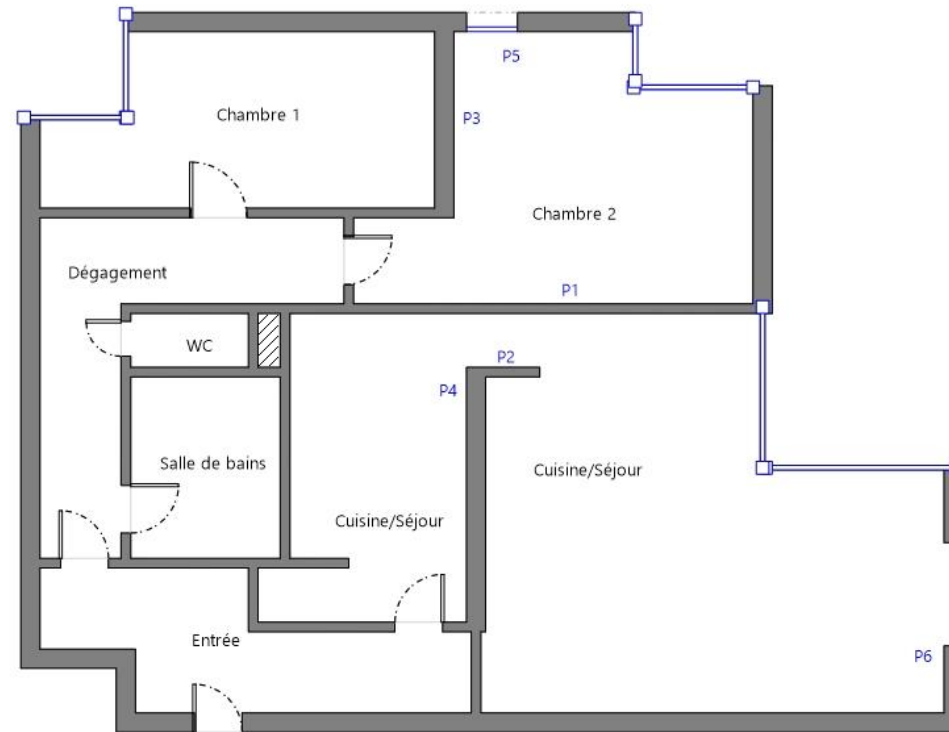 P5
Chambre 1
P3
Chambre 2
Dégagement
P1
WC
P2
P4
Salle de bains
Cuisine/Séjour
Cuisine/Séjour
Entrée
P6